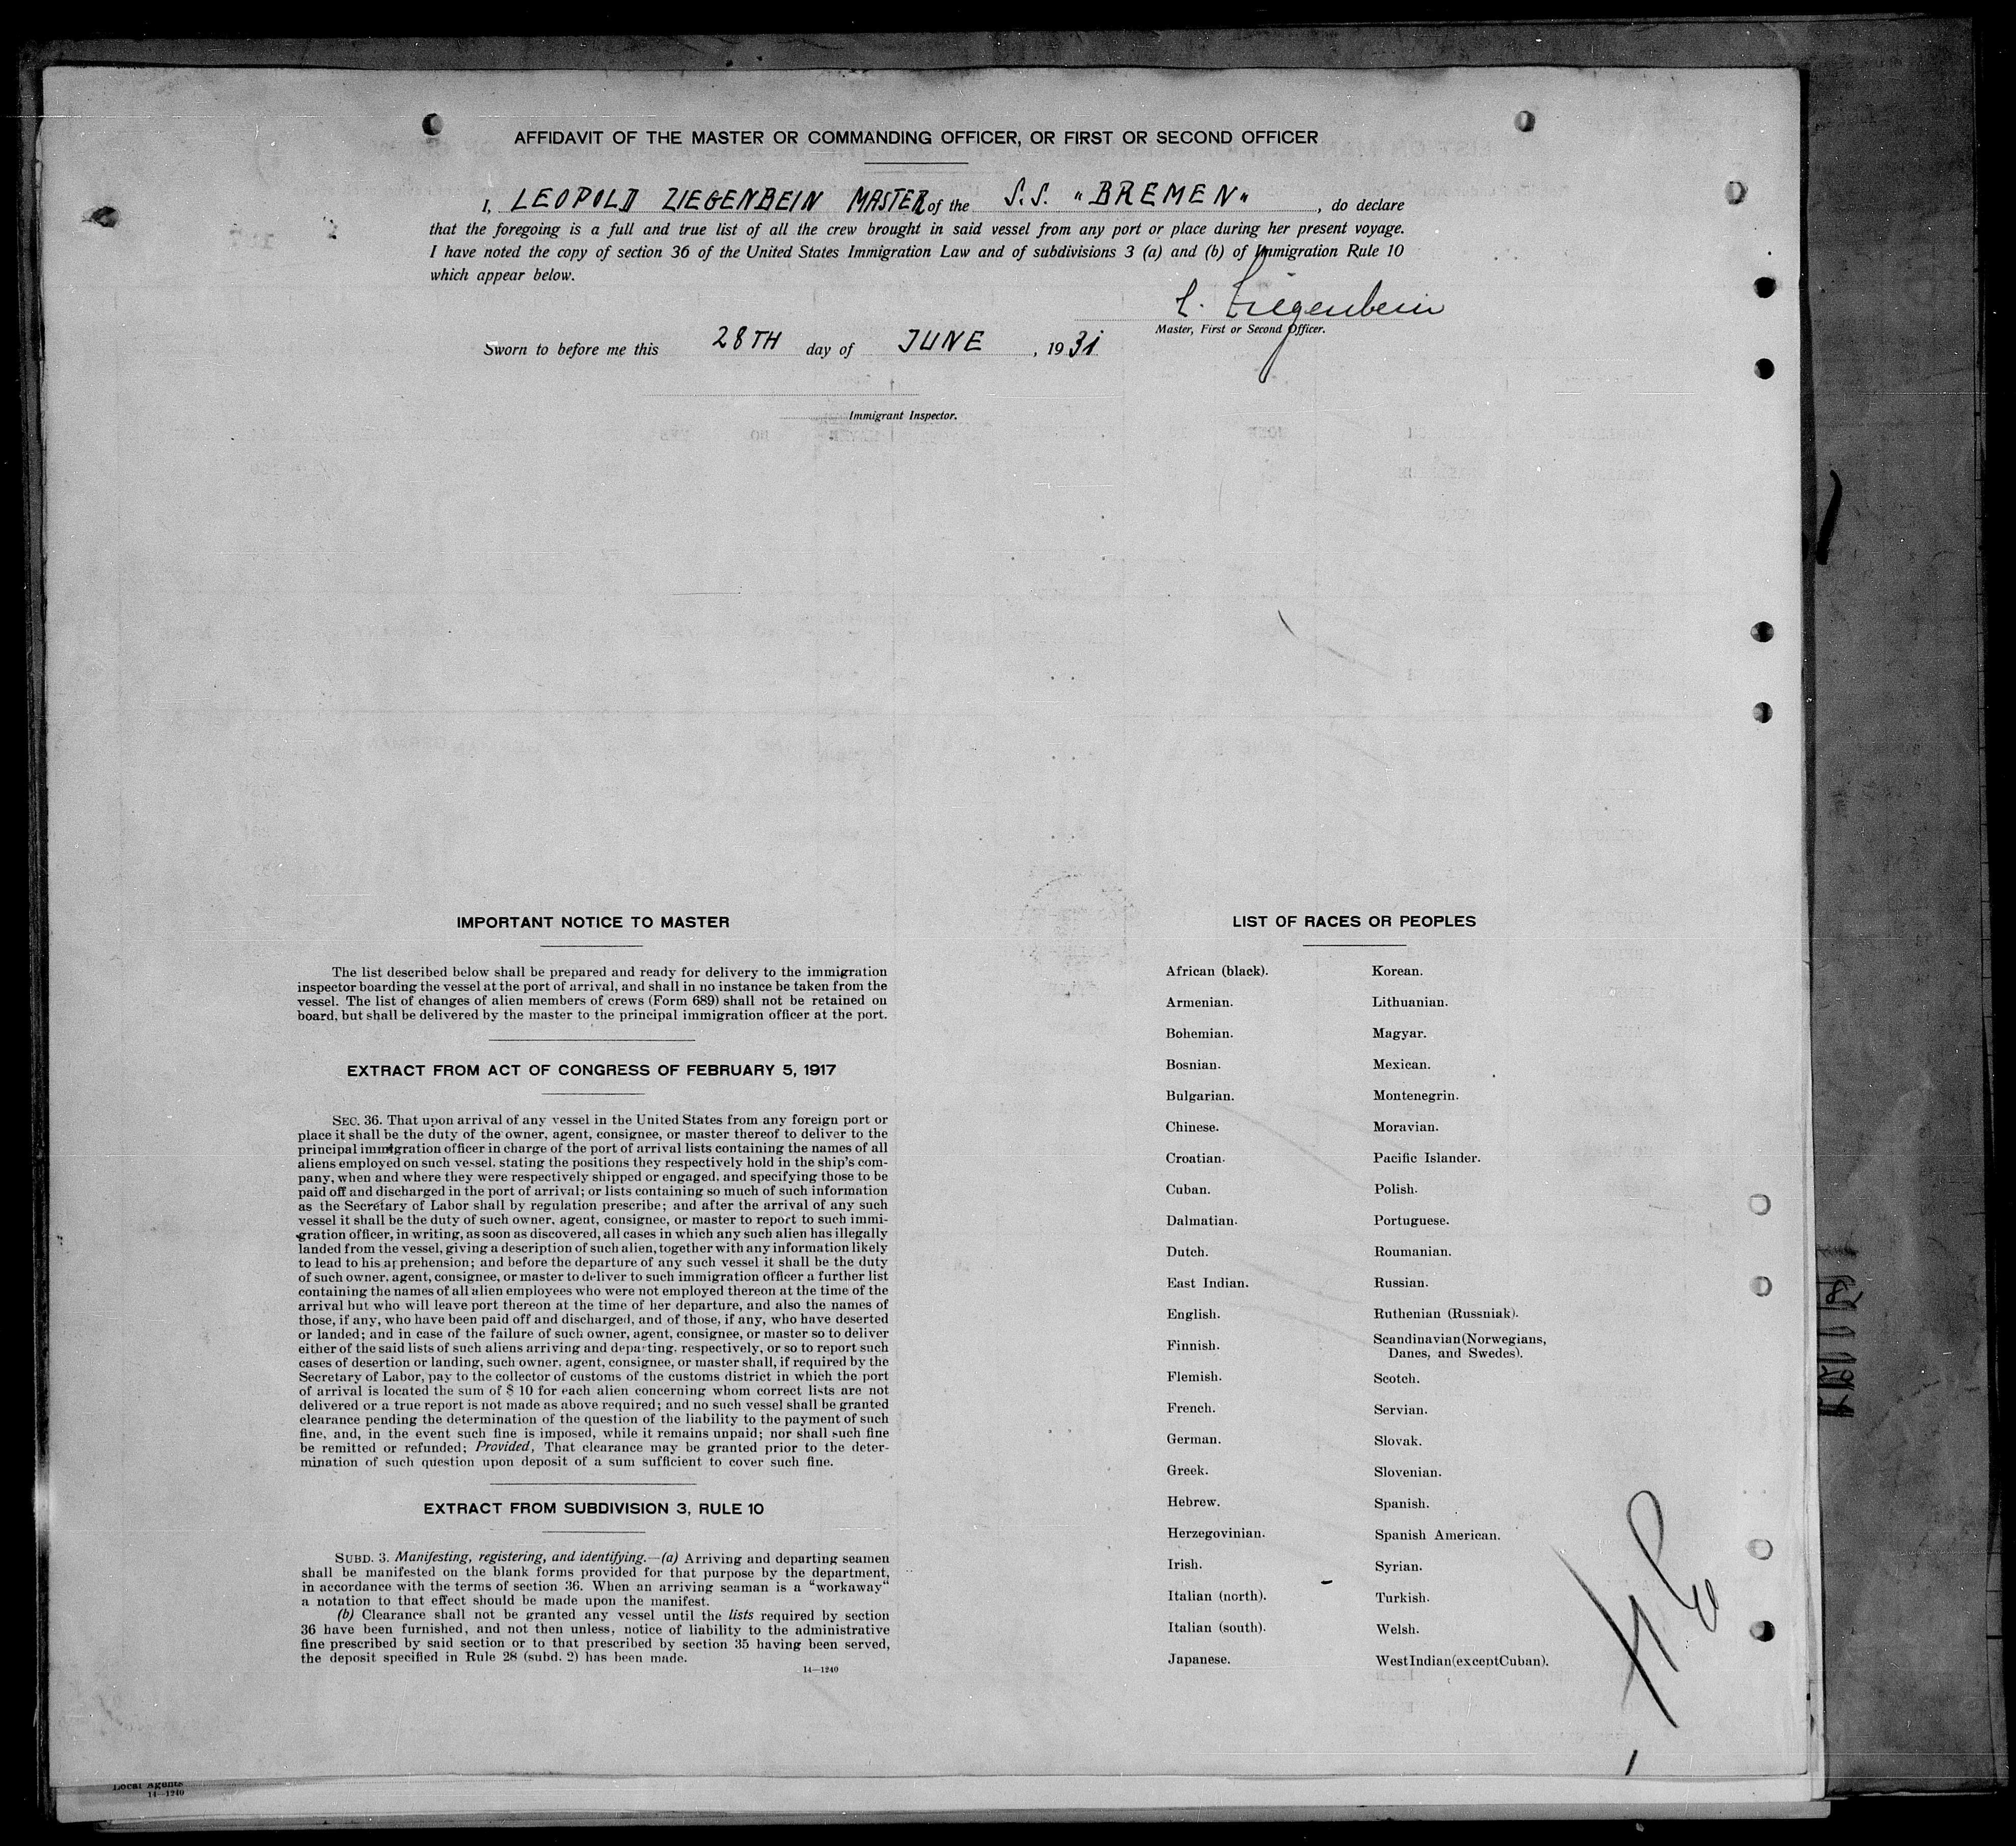 AFFIDAVIT OF THE MASTER OR COMMANDING OFFICER, OR FIRST OR SECOND OFFICER
I, LEOPOLD ZIEGENBEIN MASTER of the S.S. "BREMEN", do declare
that the foregoing is a full and true list of all the crew brought in said vessel from any port or place during her present voyage.
I have noted the copy of section 36 of the United States Immigration Law and of subdivisions 3 (a) and (b) of Immigration Rule 10
which appear below.
L. Ziegenbein
Master, First or Second Officer.
Sworn to before me this 28TH day of JUNE, 1931
Immigrant Inspector.
IMPORTANT NOTICE TO MASTER
The list described below shall be prepared and ready for delivery to the immigration
inspector boarding the vessel at the port of arrival, and shall in no instance be taken from the
vessel. The list of changes of alien members of crews (Form 689) shall not be retained on
board, but shall be delivered by the master to the principal immigration officer at the port.
EXTRACT FROM ACT OF CONGRESS OF FEBRUARY 5, 1917
SEC. 36. That upon arrival of any vessel in the United States from any foreign port or
place it shall be the duty of the owner, agent, consignee, or master thereof to deliver to the
principal immigration officer in charge of the port of arrival lists containing the names of all
aliens employed on such vessel, stating the positions they respectively hold in the ship's com-
pany, when and where they were respectively shipped or engaged, and specifying those to be
paid off and discharged in the port of arrival; or lists containing so much of such information
as the Secretary of Labor shall by regulation prescribe; and after the arrival of any such
vessel it shall be the duty of such owner, agent, consignee, or master to report to such immi-
gration officer, in writing, as soon as discovered, all cases in which any such alien has illegally
landed from the vessel, giving a description of such alien, together with any information likely
to lead to his apprehension; and before the departure of any such vessel it shall be the duty
of such owner, agent, consignee, or master to deliver to such immigration officer a further list
containing the names of all alien employees who were not employed thereon at the time of the
arrival but who will leave port thereon at the time of her departure, and also the names of
those, if any, who have been paid off and discharged, and of those, if any, who have deserted
or landed; and in case of the failure of such owner, agent, consignee, or master so to deliver
either of the said lists of such aliens arriving and departing, respectively, or so to report such
cases of desertion or landing, such owner, agent, consignee, or master shall, if required by the
Secretary of Labor, pay to the collector of customs of the customs district in which the port
of arrival is located the sum of $ 10 for each alien concerning whom correct lists are not
delivered or a true report is not made as above required; and no such vessel shall be granted
clearance pending the determination of the question of the liability to the payment of such
fine, and, in the event such fine is imposed, while it remains unpaid; nor shall such fine
be remitted or refunded; Provided, That clearance may be granted prior to the deter-
mination of such question upon deposit of a sum sufficient to cover such fine.
EXTRACT FROM SUBDIVISION 3, RULE 10
SUBD. 3. Manifesting, registering, and identifying.—(a) Arriving and departing seamen
shall be manifested on the blank forms provided for that purpose by the department,
in accordance with the terms of section 36. When an arriving seaman is a "workaway"
a notation to that effect should be made upon the manifest.
(b) Clearance shall not be granted any vessel until the lists required by section
36 have been furnished, and not then unless, notice of liability to the administrative
fine prescribed by said section or to that prescribed by section 35 having been served,
the deposit specified in Rule 28 (subd. 2) has been made.
14—1240
LIST OF RACES OR PEOPLES
African (black).
Armenian.
Bohemian.
Bosnian.
Bulgarian.
Chinese.
Croatian.
Cuban.
Dalmatian.
Dutch.
East Indian.
English.
Finnish.
Flemish.
French.
German.
Greek.
Hebrew.
Herzegovinian.
Irish.
Italian (north).
Italian (south).
Japanese.
Korean.
Lithuanian.
Magyar.
Mexican.
Montenegrin.
Moravian.
Pacific Islander.
Polish.
Portuguese.
Roumanian.
Russian.
Ruthenian (Russniak).
Scandinavian (Norwegians,
Danes, and Swedes).
Scotch.
Servian.
Slovak.
Slovenian.
Spanish.
Spanish American.
Syrian.
Turkish.
Welsh.
West Indian (except Cuban).
Local Agents
14—1240